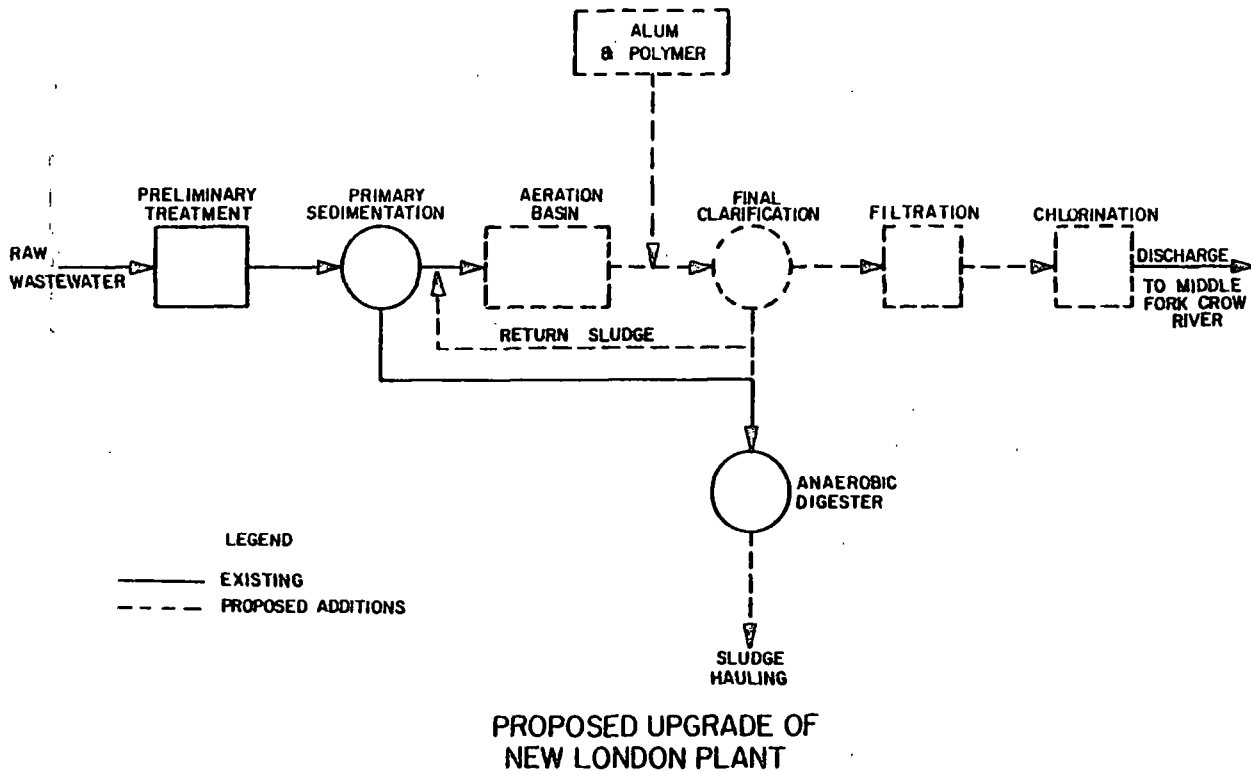 ALUM
& POLYMER
PRELIMINARY
TREATMENT
PRIMARY
SEDIMENTATION
AERATION
BASIN
FINAL
CLARIFICATION
FILTRATION
CHLORINATION
RAW
WASTEWATER
DISCHARGE
TO MIDDLE
FORK CROW
RIVER
RETURN SLUDGE
ANAEROBIC
DIGESTER
LEGEND
EXISTING
PROPOSED ADDITIONS
SLUDGE
HAULING
PROPOSED UPGRADE OF
NEW LONDON PLANT